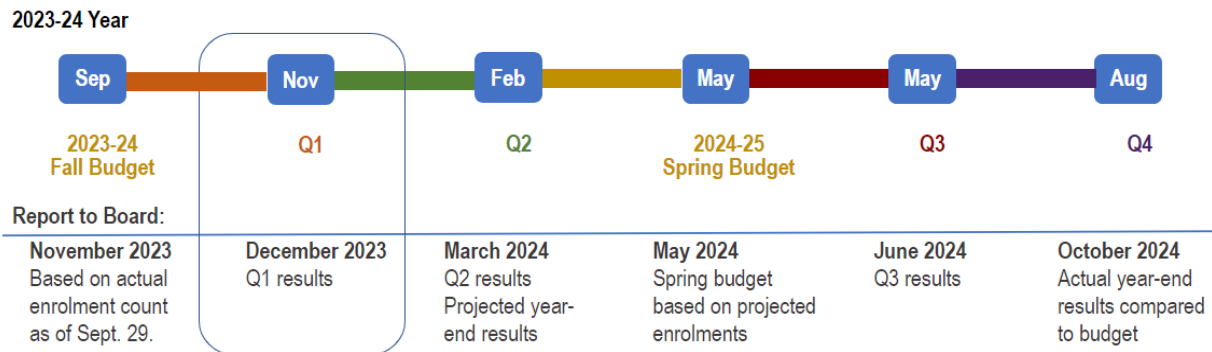 2023-24 Year
Sep
Nov
Feb
May
May
Aug
2023-24
Fall Budget
Q1
Q2
2024-25
Spring Budget
Q3
Q4
Report to Board:
November 2023
Based on actual
enrolment count
as of Sept. 29.
December 2023
Q1 results
March 2024
Q2 results
Projected year-
end results
May 2024
Spring budget
based on projected
enrolments
June 2024
Q3 results
October 2024
Actual year-end
results compared
to budget